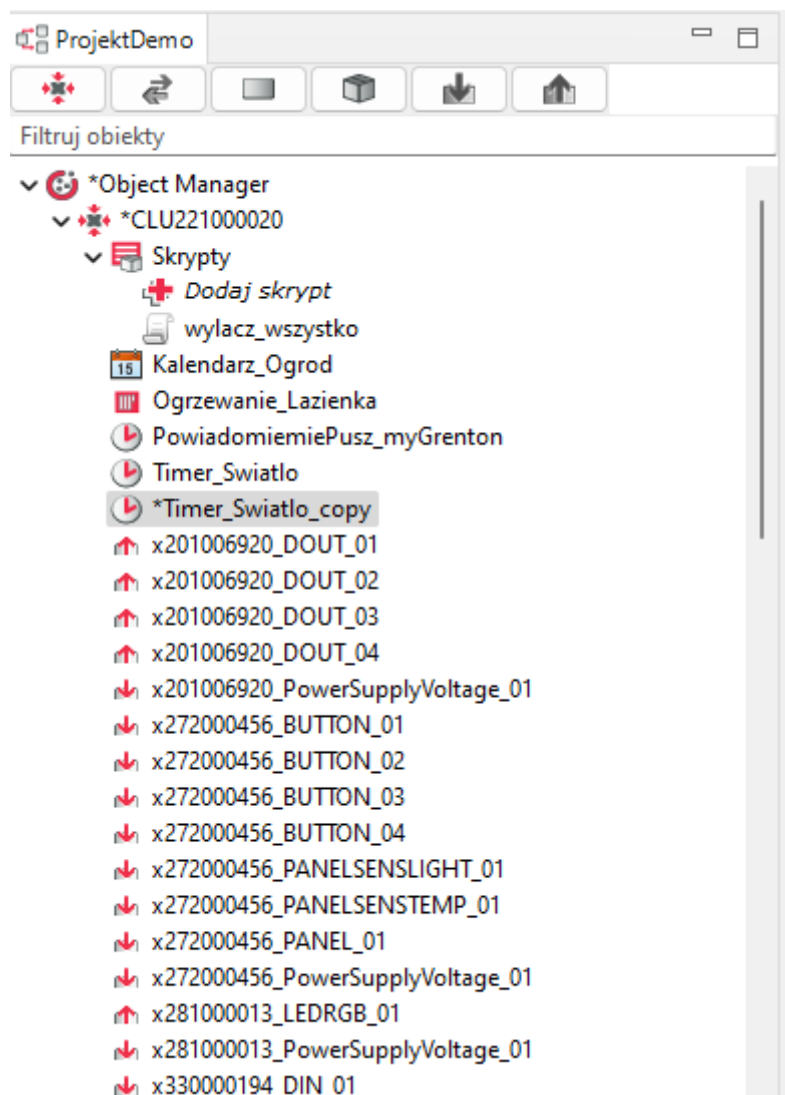 ProjektDemo
Filtruj obiekty
*Object Manager
*CLU221000020
Skrypty
Dodaj skrypt
wylacz_wszystko
15 Kalendarz_Ogrod
Ogrzewanie_Lazienka
PowiadomiemiePusz_myGrenton
Timer_Swiatlo
*Timer_Swiatlo_copy
x201006920_DOUT_01
x201006920_DOUT_02
x201006920_DOUT_03
x201006920_DOUT_04
x201006920_PowerSupplyVoltage_01
x272000456_BUTTON_01
x272000456_BUTTON_02
x272000456_BUTTON_03
x272000456_BUTTON_04
x272000456_PANELSENSLIGHT_01
x272000456_PANELSENSTEMP_01
x272000456_PANEL_01
x272000456_PowerSupplyVoltage_01
x281000013_LEDRGB_01
x281000013_PowerSupplyVoltage_01
x330000194_DIN_01